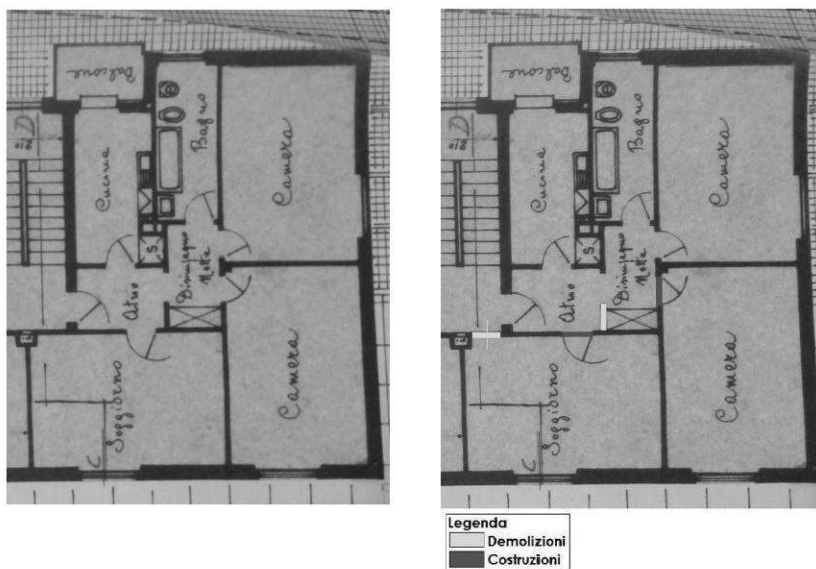 Balcone
Cucina
Bagno
Camera
S
Disimpegno
Notte
Atrio
Camera
Soggiorno
C
Balcone
Cucina
Bagno
Camera
S
Disimpegno
Notte
Atrio
Camera
Soggiorno
C
Legenda
Demolizioni
Costruzioni